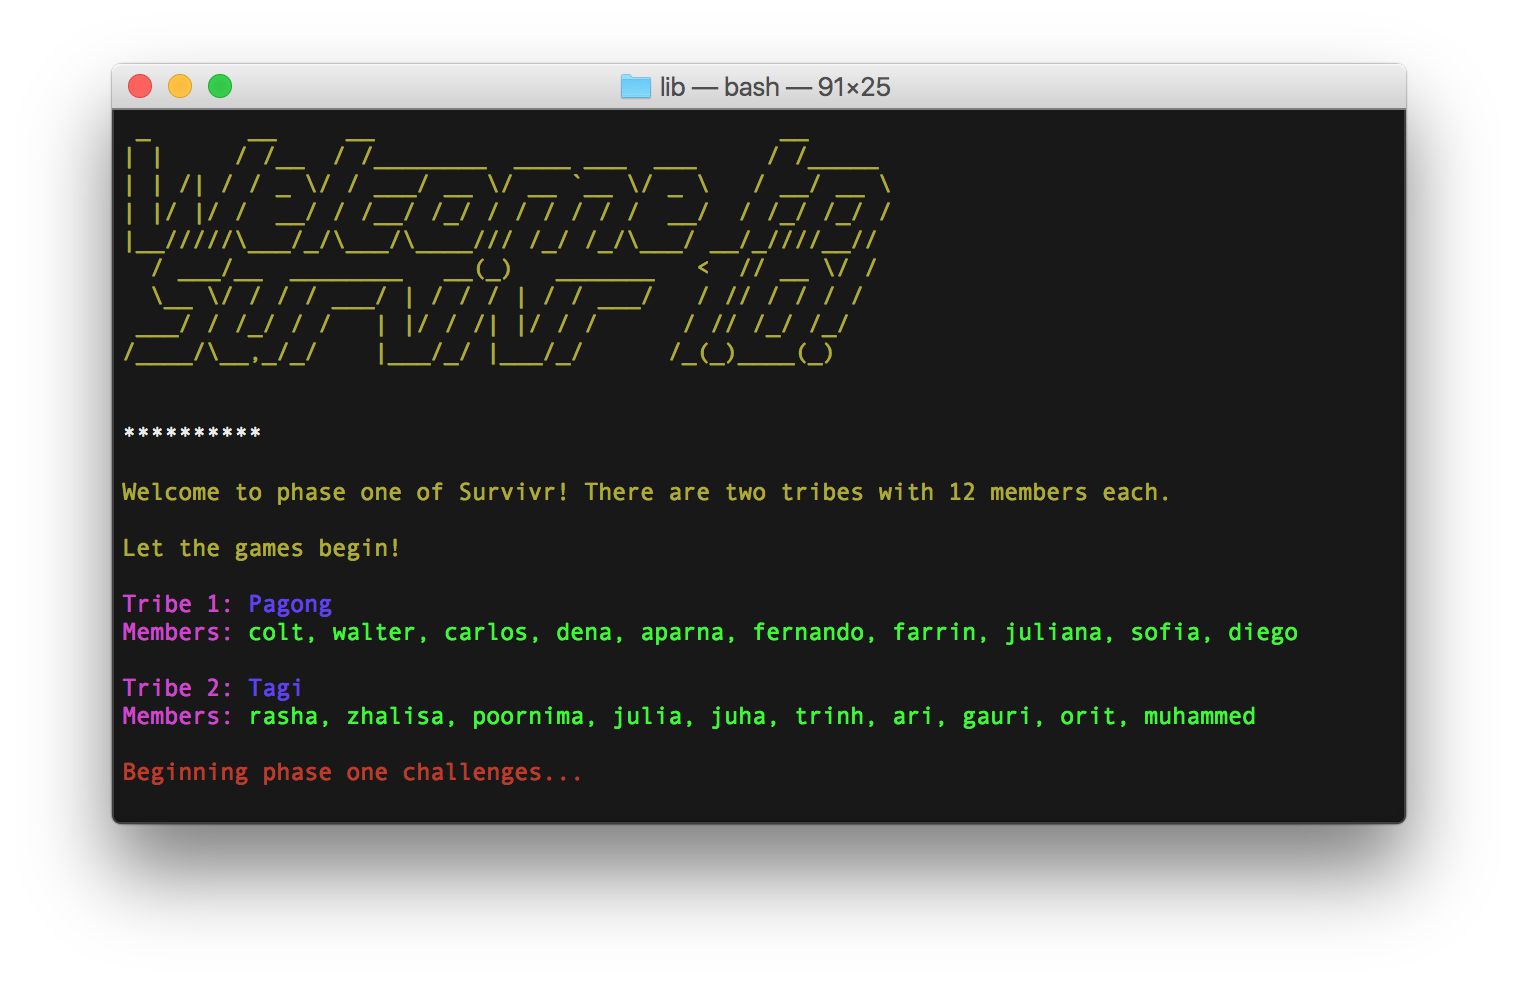 lib — bash — 91×25
Welcome to
Survivr 1.0!
**********
Welcome to phase one of Survivr! There are two tribes with 12 members each.
Let the games begin!
Tribe 1: Pagong
Members: colt, walter, carlos, dena, aparna, fernando, farrin, juliana, sofia, diego
Tribe 2: Tagi
Members: rasha, zhalisa, poornima, julia, juha, trinh, ari, gauri, orit, muhammed
Beginning phase one challenges...